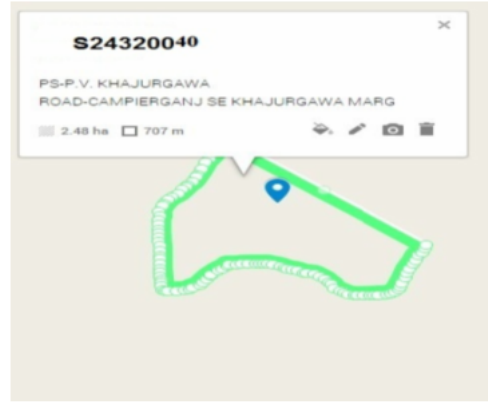 S24320040
PS-P.V. KHAJURGAWA
ROAD-CAMPIERGANJ SE KHAJURGAWA MARG
2.48 ha 707 m